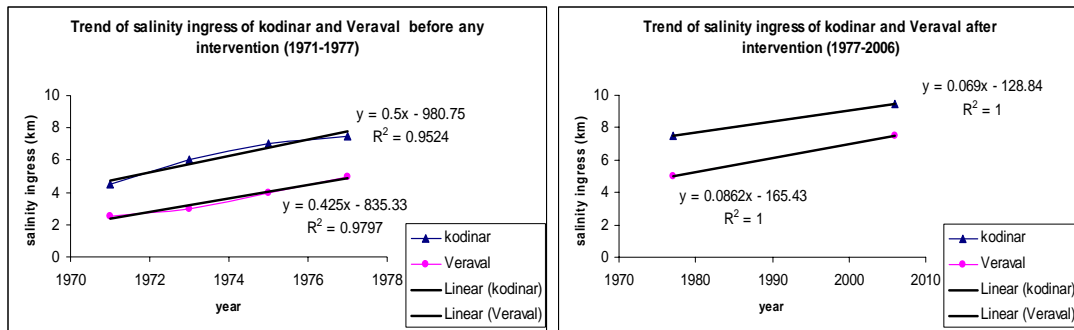 Trend of salinity ingress of kodinar and Veraval before any
intervention (1971-1977)
salinity ingress (km)
10
8
6
4
2
0
y = 0.5x - 980.75
R² = 0.9524
y = 0.425x - 835.33
R² = 0.9797
1970 1972 1974 1976 1978
year
kodinar
Veraval
Linear (kodinar)
Linear (Veraval)
Trend of salinity ingress of kodinar and Veraval after
intervention (1977-2006)
salinity ingress (km)
10
8
6
4
2
0
y = 0.069x - 128.84
R² = 1
y = 0.0862x - 165.43
R² = 1
1970 1980 1990 2000 2010
year
kodinar
Veraval
Linear (kodinar)
Linear (Veraval)